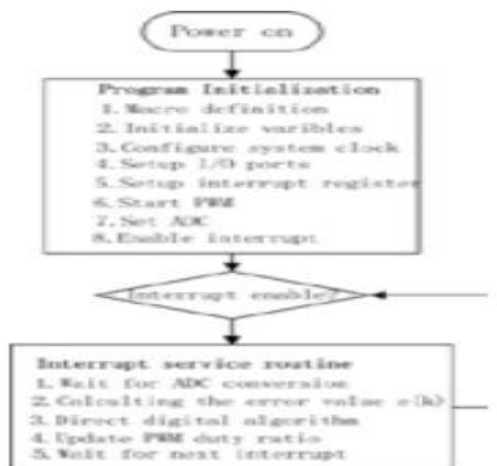 Power on
Program Initialization
1. Macro definition
2. Initialize varibles
3. Configure system clock
4. Setup I/O ports
5. Setup interrupt register
6. Start PWM
7. Set ADC
8. Enable interrupt
Interrupt enable?
Interrupt service routine
1. Wait for ADC conversion
2. Calculting the error value e(k)
3. Direct digital algorithm
4. Update PWM duty ratio
5. Wait for next interrupt